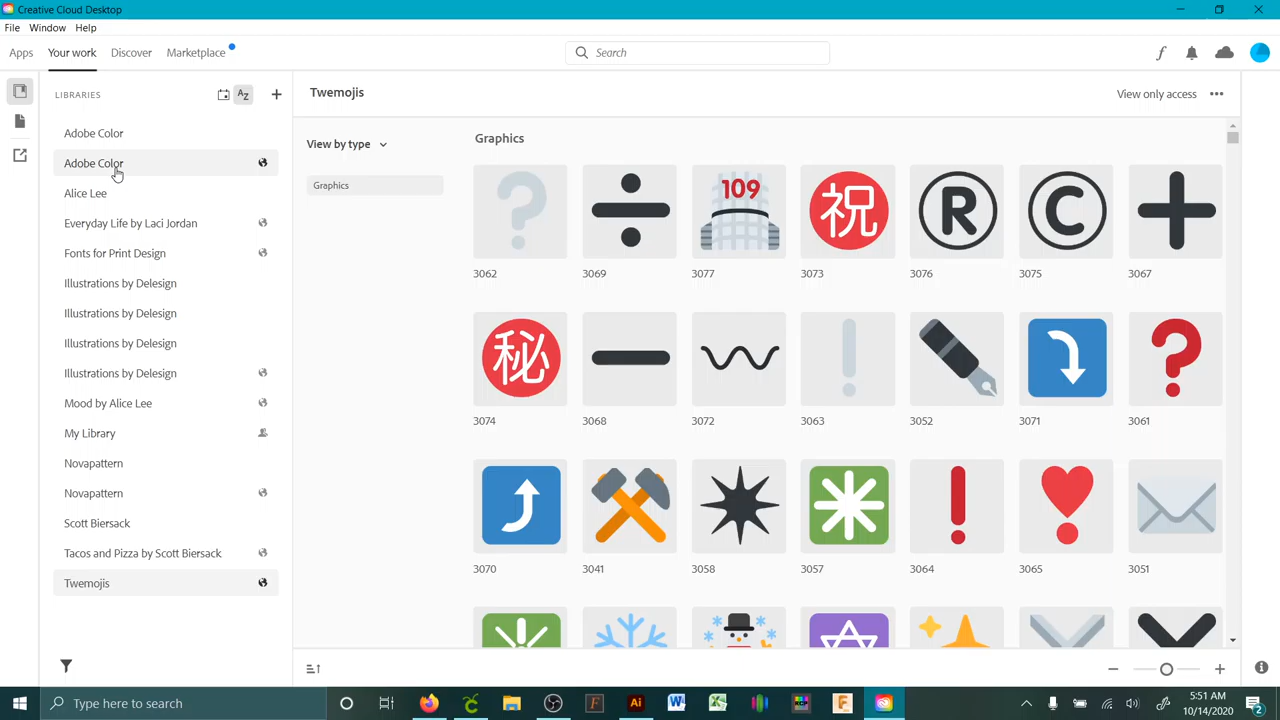 Creative Cloud Desktop
File Window Help
Apps Your work Discover Marketplace
Search
LIBRARIES
Adobe Color
Adobe Color
Alice Lee
Everyday Life by Laci Jordan
Fonts for Print Design
Illustrations by Delesign
Illustrations by Delesign
Illustrations by Delesign
Illustrations by Delesign
Mood by Alice Lee
My Library
Novapattern
Novapattern
Scott Biersack
Tacos and Pizza by Scott Biersack
Twemojis
Twemojis
View only access
View by type
Graphics
Graphics
109
祝
R
C
3062 3069 3077 3073 3076 3075 3067
秘
3074 3068 3072 3063 3052 3071 3061
3070 3041 3058 3057 3064 3065 3051
Type here to search
5:51 AM
10/14/2020
2